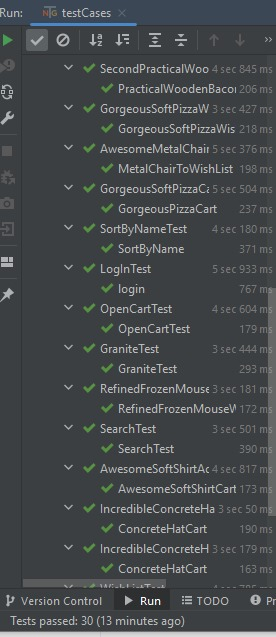 Run: testCases
SecondPracticalWoo 4 sec 845 ms
PracticalWoodenBacon 206 ms
GorgeousSoftPizzaW 3 sec 427 ms
GorgeousSoftPizzaWis 218 ms
AwesomeMetalChair 5 sec 376 ms
MetalChairToWishList 198 ms
GorgeousSoftPizzaCa 5 sec 504 ms
GorgeousPizzaCart 237 ms
SortByNameTest 4 sec 180 ms
SortByName 371 ms
LogInTest 5 sec 933 ms
login 767 ms
OpenCartTest 4 sec 604 ms
OpenCartTest 179 ms
GraniteTest 3 sec 444 ms
GraniteTest 293 ms
RefinedFrozenMouse 3 sec 181 ms
RefinedFrozenMouseW 172 ms
SearchTest 3 sec 501 ms
SearchTest 390 ms
AwesomeSoftShirtAc 4 sec 817 ms
AwesomeSoftShirtCart 173 ms
IncredibleConcreteHa 3 sec 50 ms
ConcreteHatCart
IncredibleConcreteH 3 sec 179 ms
ConcreteHatCart 163 ms
WishListTest 4 sec 786 ms
Version Control Run TODO Pr
Tests passed: 30 (13 minutes ago)